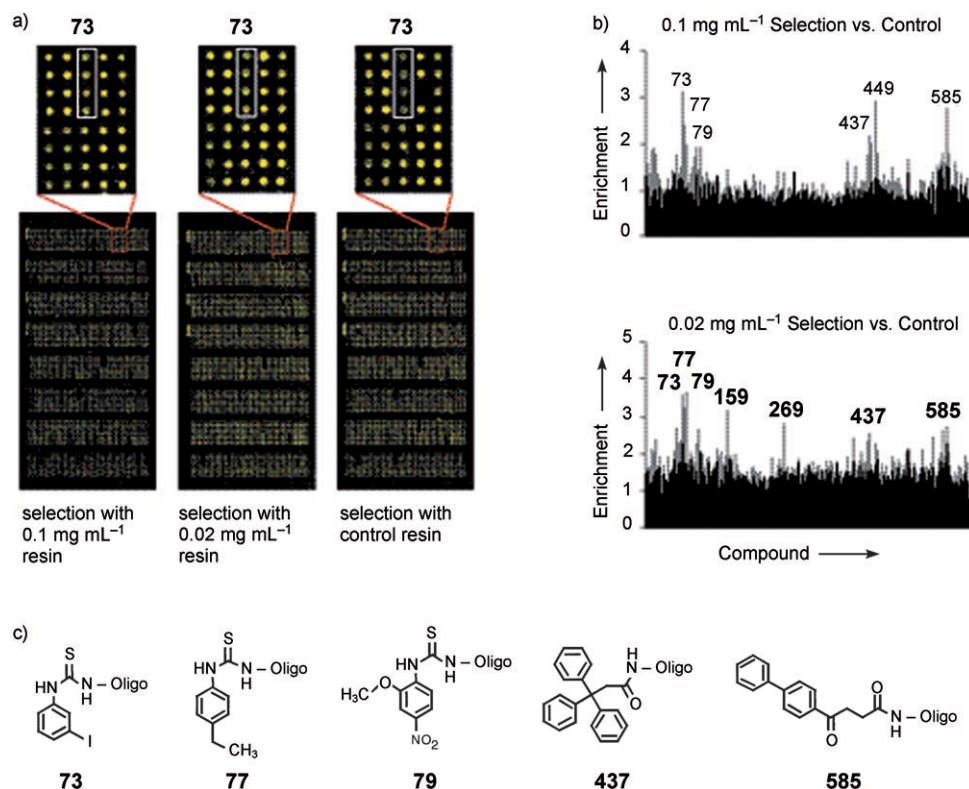 a)
73
73
73
selection with
0.1 mg mL⁻¹
resin
selection with
0.02 mg mL⁻¹
resin
selection with
control resin
b)
0.1 mg mL⁻¹ Selection vs. Control
Enrichment
4
3
2
1
0
73
77
79
437
449
585
0.02 mg mL⁻¹ Selection vs. Control
Enrichment
5
4
3
2
1
0
77
73
79
159
269
437
585
Compound
c)
S
NH
N
H
Oligo
I
73
S
NH
N
H
Oligo
CH₃
77
S
NH
N
H
Oligo
H₃C
O
NO₂
79
H
N
Oligo
O
437
O
O
N
H
Oligo
585